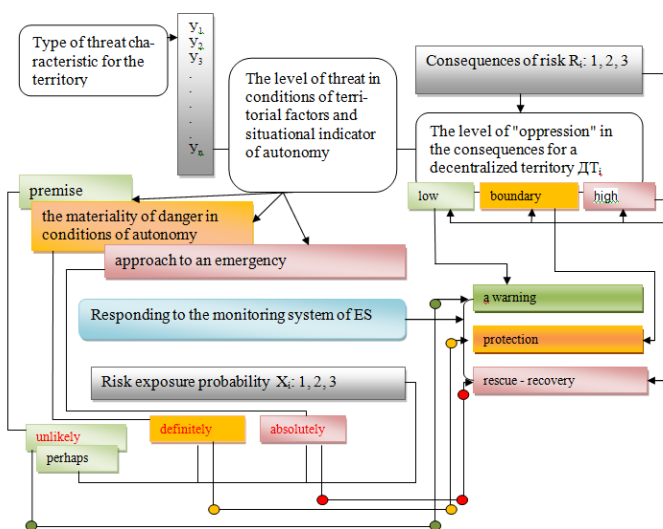 Type of threat cha-
racteristic for the
territory
У1,
У2,
У3
.
.
.
.
Уn.
The level of threat in
conditions of terri-
torial factors and
situational indicator
of autonomy
Consequences of risk Ri: 1, 2, 3
The level of "oppression" in
the consequences for a
decentralized territory ДТi
low
boundary
high
premise
the materiality of danger in
conditions of autonomy
approach to an emergency
Responding to the monitoring system of ES
a warning
protection
rescue - recovery
Risk exposure probability Xi: 1, 2, 3
unlikely
perhaps
definitely
absolutely